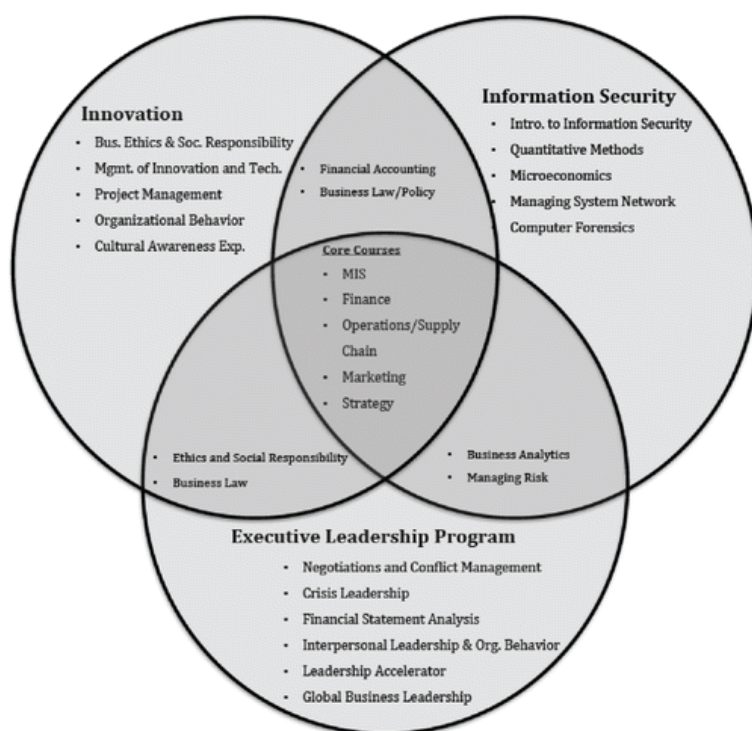 Innovation
• Bus. Ethics & Soc. Responsibility
• Mgmt. of Innovation and Tech.
• Project Management
• Organizational Behavior
• Cultural Awareness Exp.
Information Security
• Intro. to Information Security
• Quantitative Methods
• Microeconomics
• Managing System Network
• Computer Forensics
• Financial Accounting
• Business Law/Policy
Core Courses
• MIS
• Finance
• Operations/Supply
Chain
• Marketing
• Strategy
• Ethics and Social Responsibility
• Business Law
• Business Analytics
• Managing Risk
Executive Leadership Program
• Negotiations and Conflict Management
• Crisis Leadership
• Financial Statement Analysis
• Interpersonal Leadership & Org. Behavior
• Leadership Accelerator
• Global Business Leadership